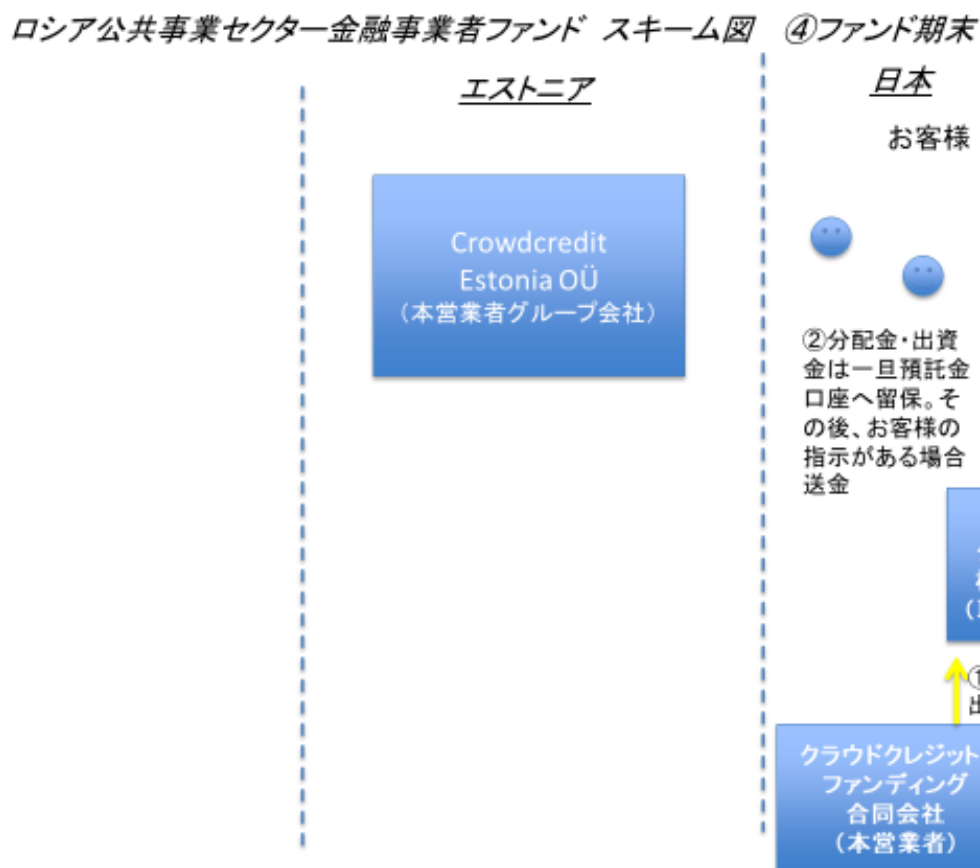 ロシア公共事業セクター金融事業者ファンド スキーム図 ④ファンド期末
エストニア
日本
お客様
Crowdcredit
Estonia OÜ
（本営業者グループ会社）
②分配金・出資
金は一旦預託金
口座へ留保。そ
の後、お客様の
指示がある場合
送金
①
クラウドクレジット
ファンディング
合同会社
（本営業者）